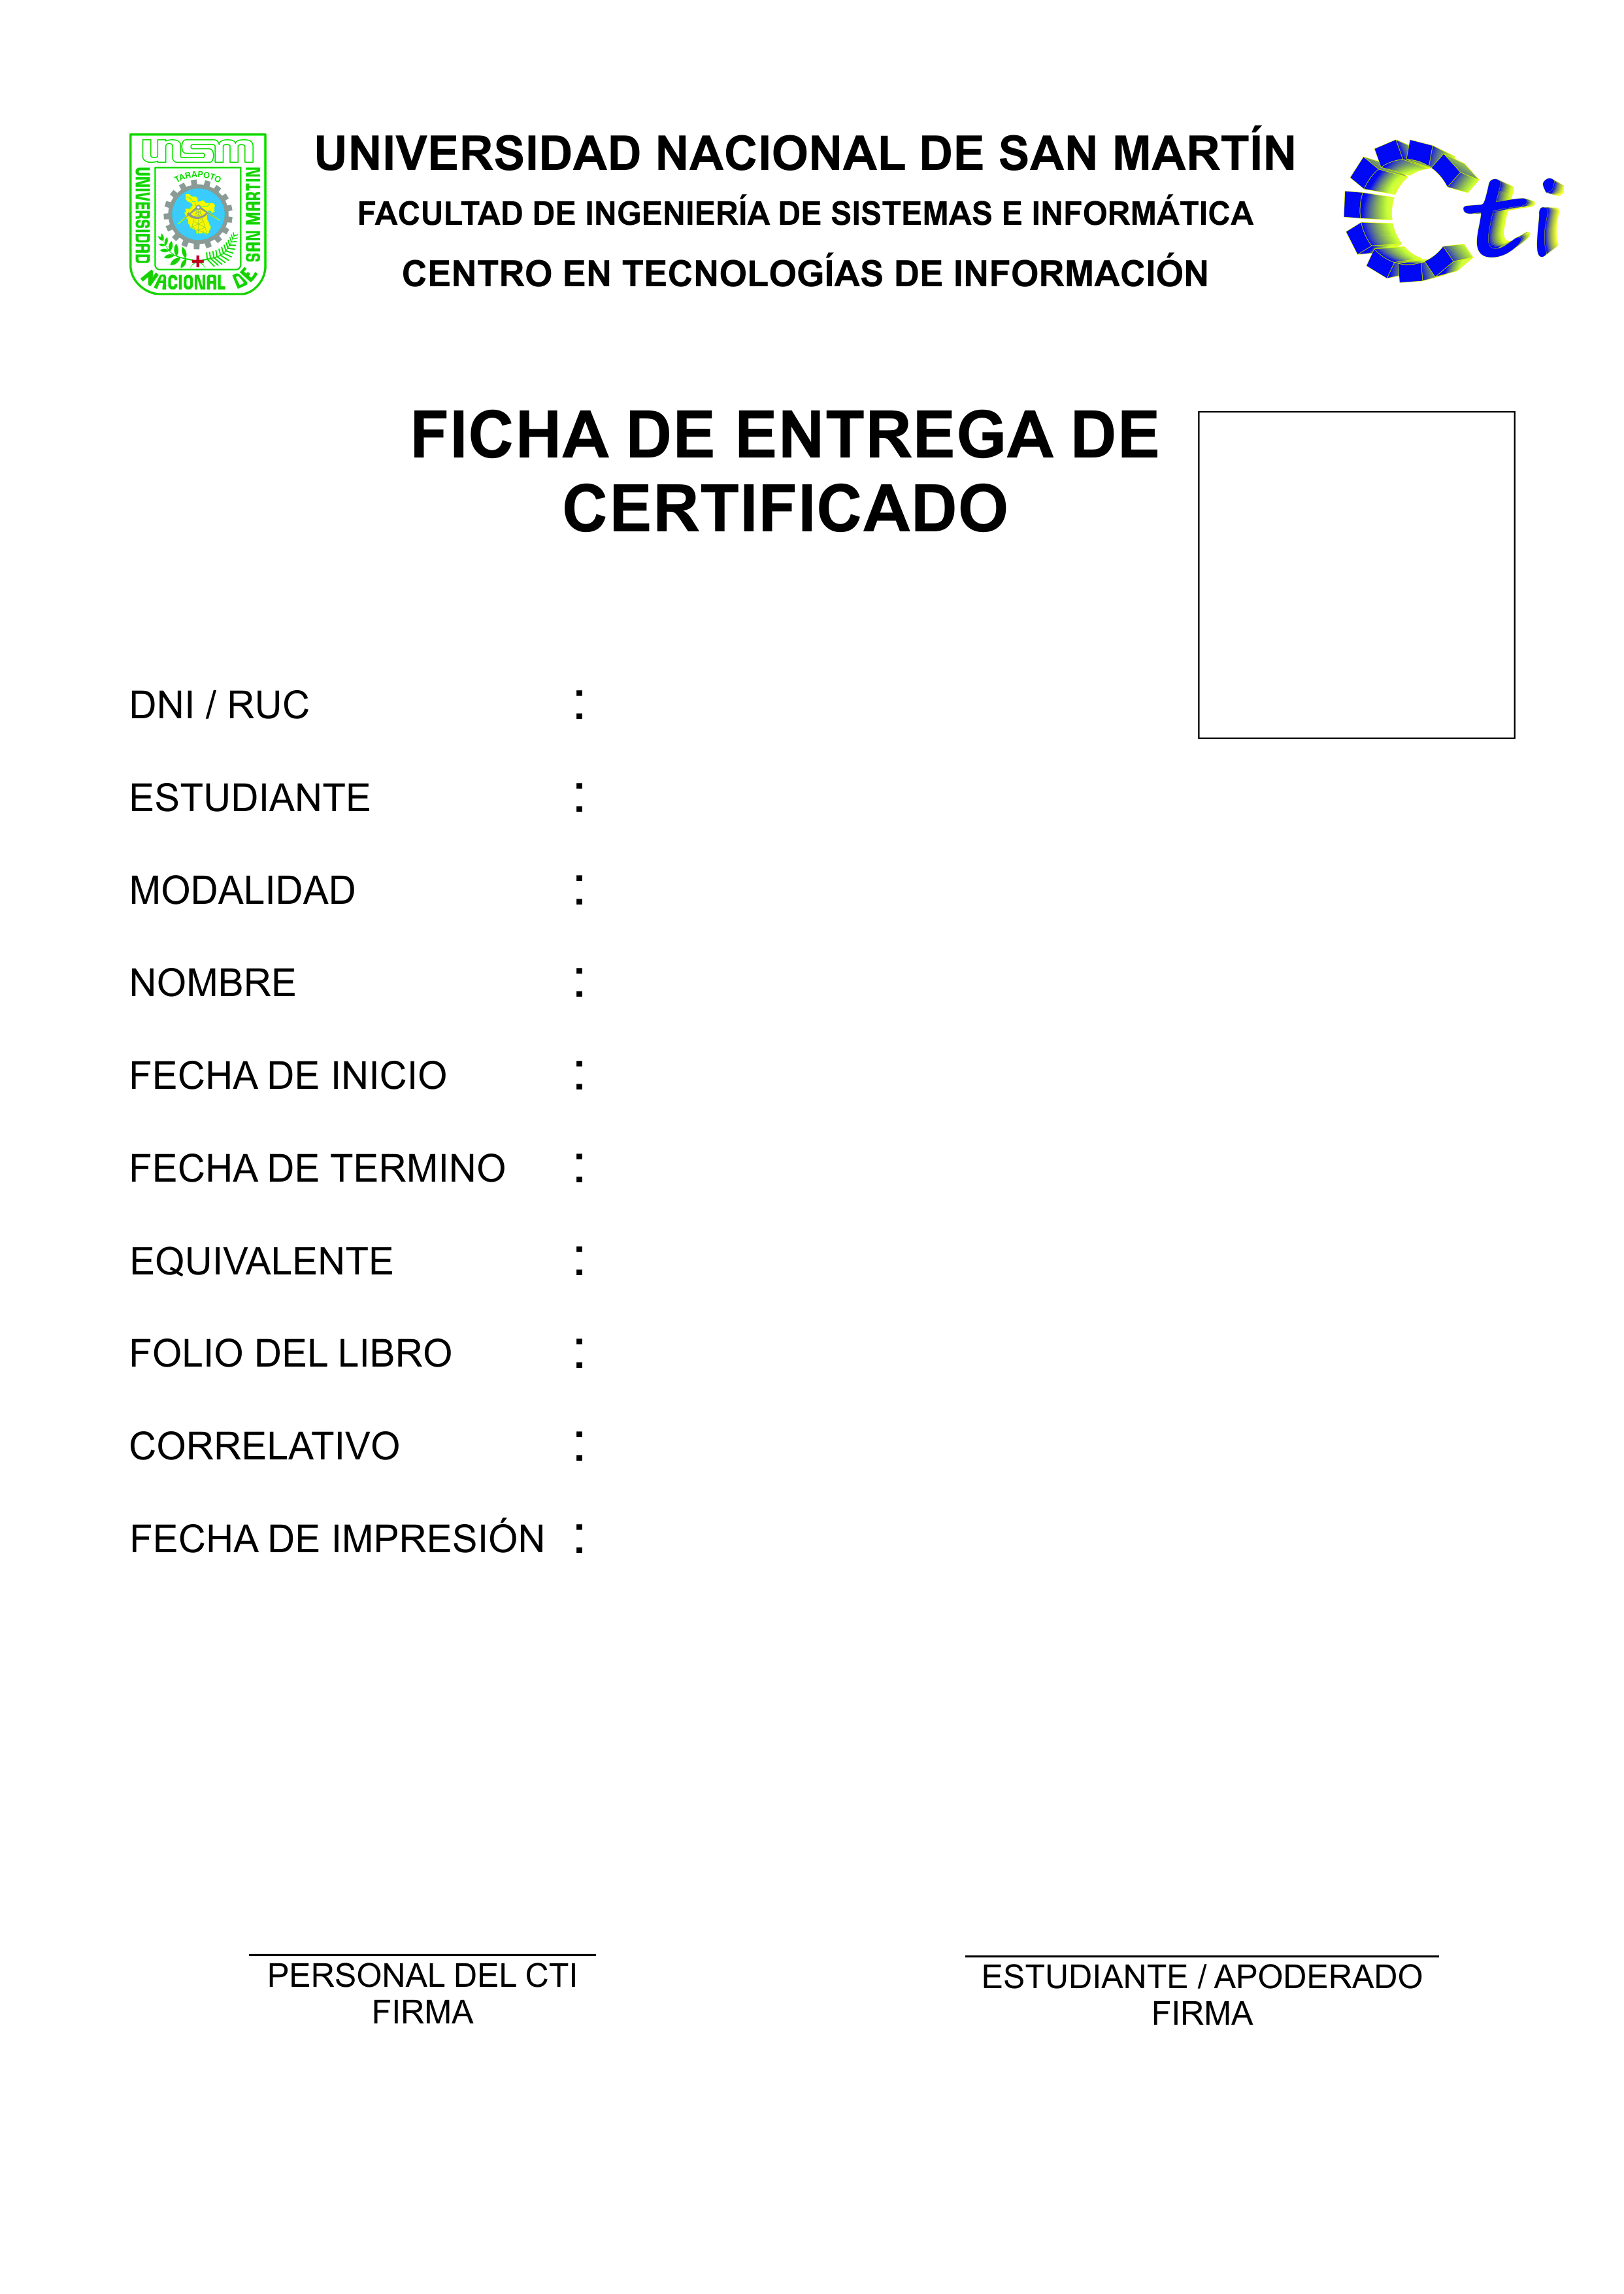 unsm
TARAPOTO
UNIVERSIDAD
NACIONAL DE
SAN MARTIN
UNIVERSIDAD NACIONAL DE SAN MARTÍN
FACULTAD DE INGENIERÍA DE SISTEMAS E INFORMÁTICA
CENTRO EN TECNOLOGÍAS DE INFORMACIÓN
Cti
FICHA DE ENTREGA DE
CERTIFICADO
DNI / RUC :
ESTUDIANTE :
MODALIDAD :
NOMBRE :
FECHA DE INICIO :
FECHA DE TERMINO :
EQUIVALENTE :
FOLIO DEL LIBRO :
CORRELATIVO :
FECHA DE IMPRESIÓN :
PERSONAL DEL CTI
FIRMA
ESTUDIANTE / APODERADO
FIRMA